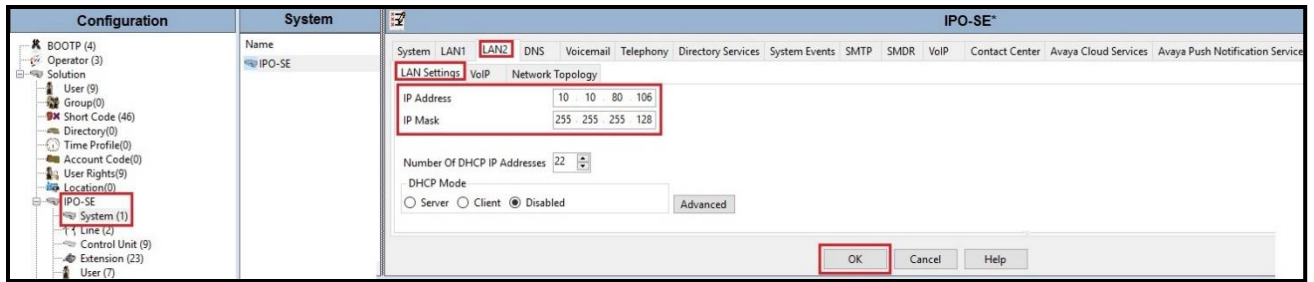 Configuration
BOOTP (4)
Operator (3)
Solution
User (9)
Group(0)
Short Code (46)
Directory(0)
Time Profile(0)
Account Code(0)
User Rights(9)
Location(0)
IPO-SE
System (1)
Line (2)
Control Unit (9)
Extension (23)
User (7)
System
Name
IPO-SE
IPO-SE*
System LAN1 LAN2 DNS Voicemail Telephony Directory Services System Events SMTP SMDR VoIP Contact Center Avaya Cloud Services Avaya Push Notification Service
LAN Settings VoIP Network Topology
IP Address 10 . 10 . 80 . 106
IP Mask 255 . 255 . 255 . 128
Number Of DHCP IP Addresses 22
DHCP Mode
Server Client Disabled Advanced
OK Cancel Help